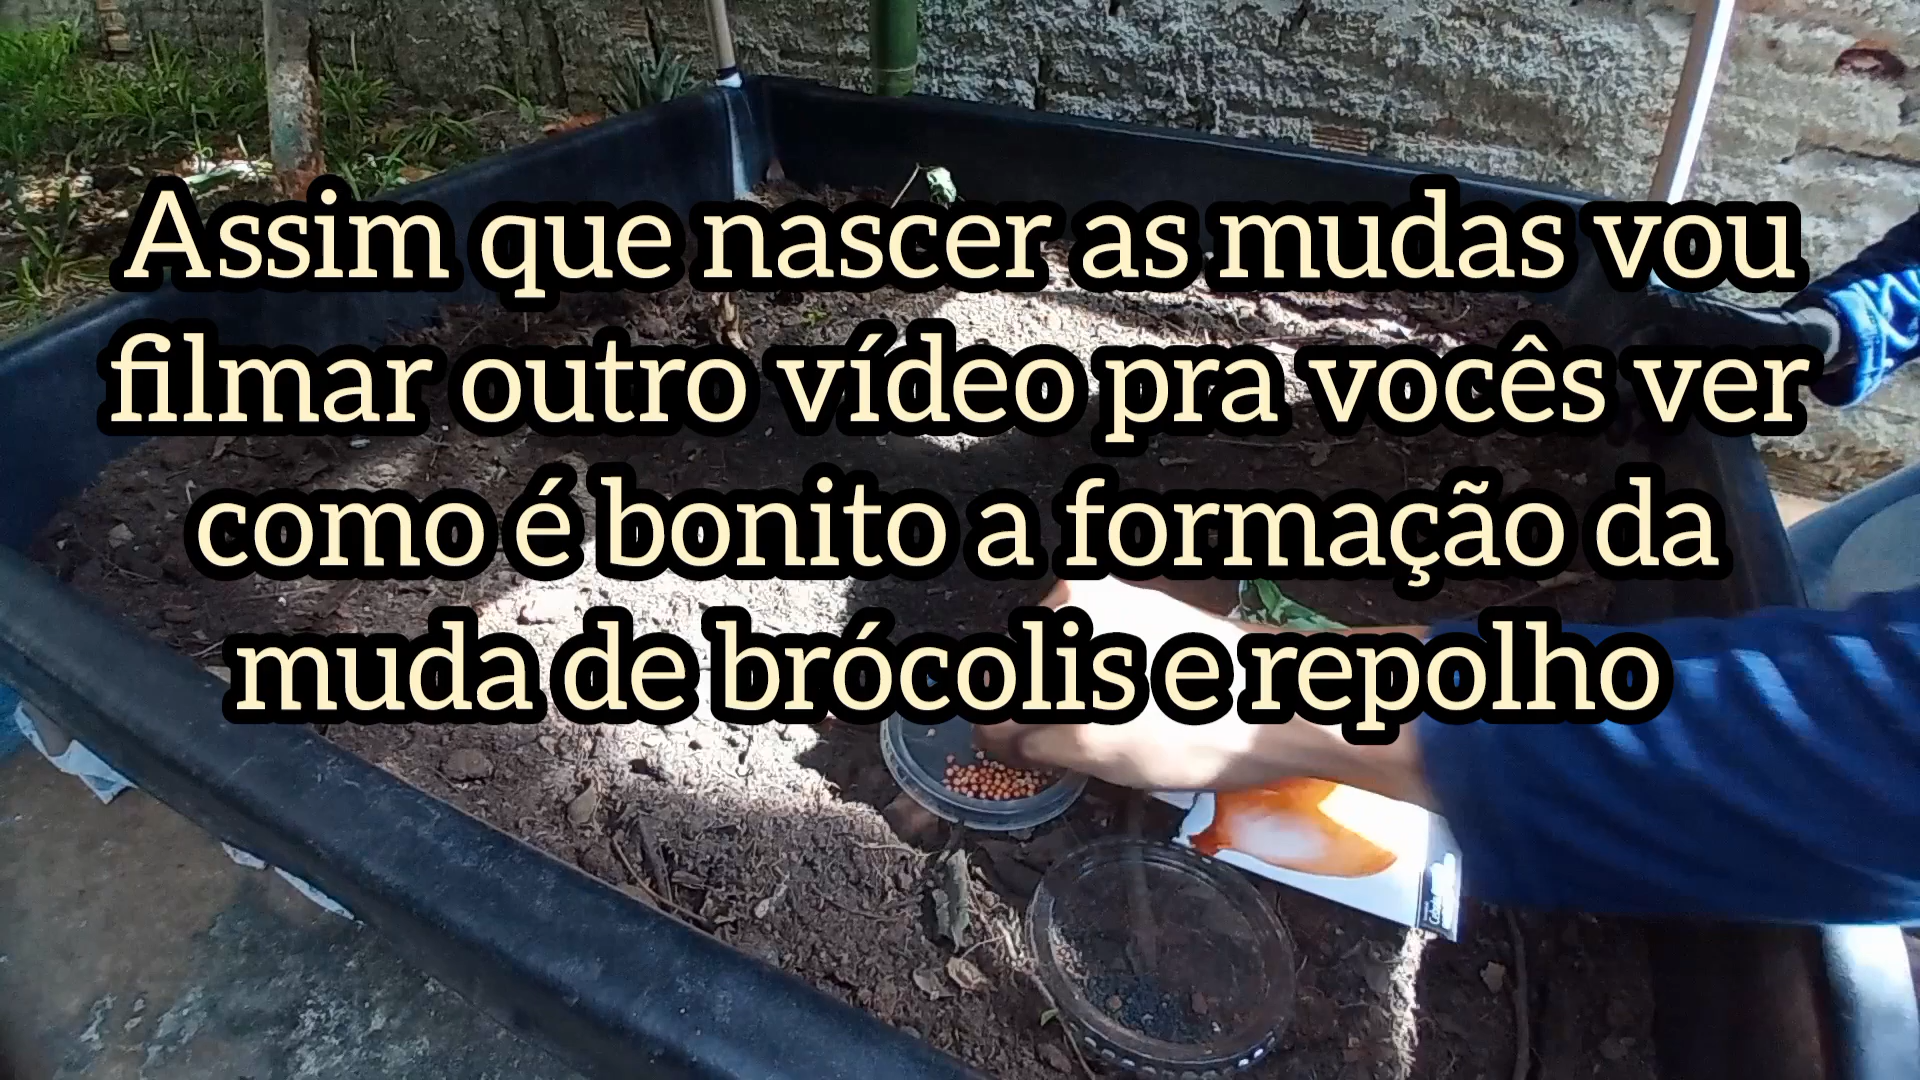 Assim que nascer as mudas vou
filmar outro vídeo pra vocês ver
como é bonito a formação da
muda de brócolis e repolho